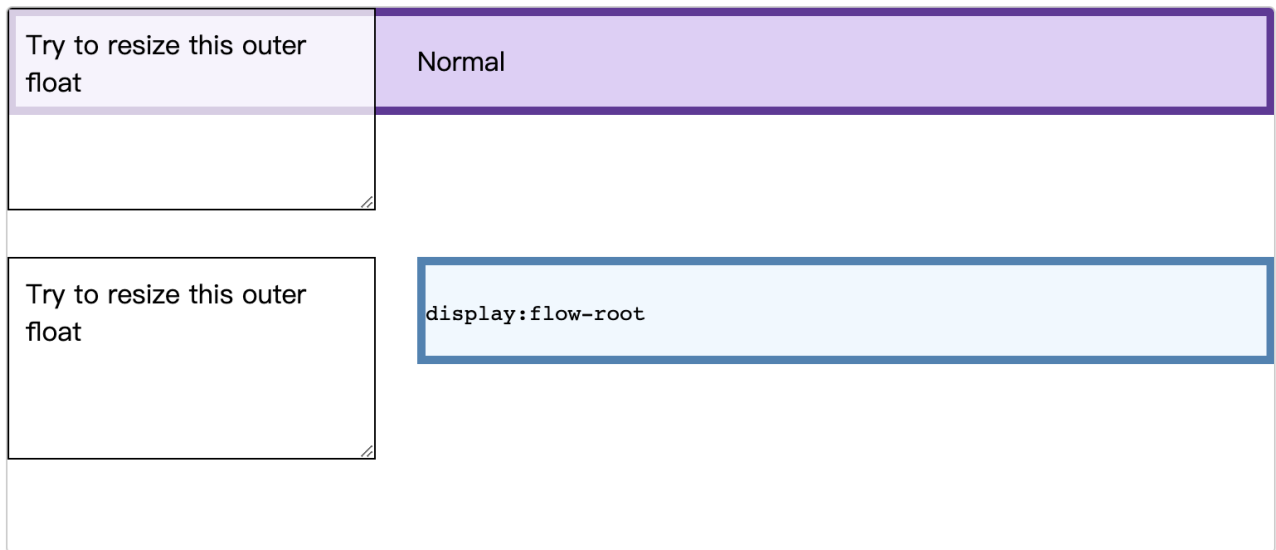 Try to resize this outer
float
Normal
Try to resize this outer
float
display:flow-root